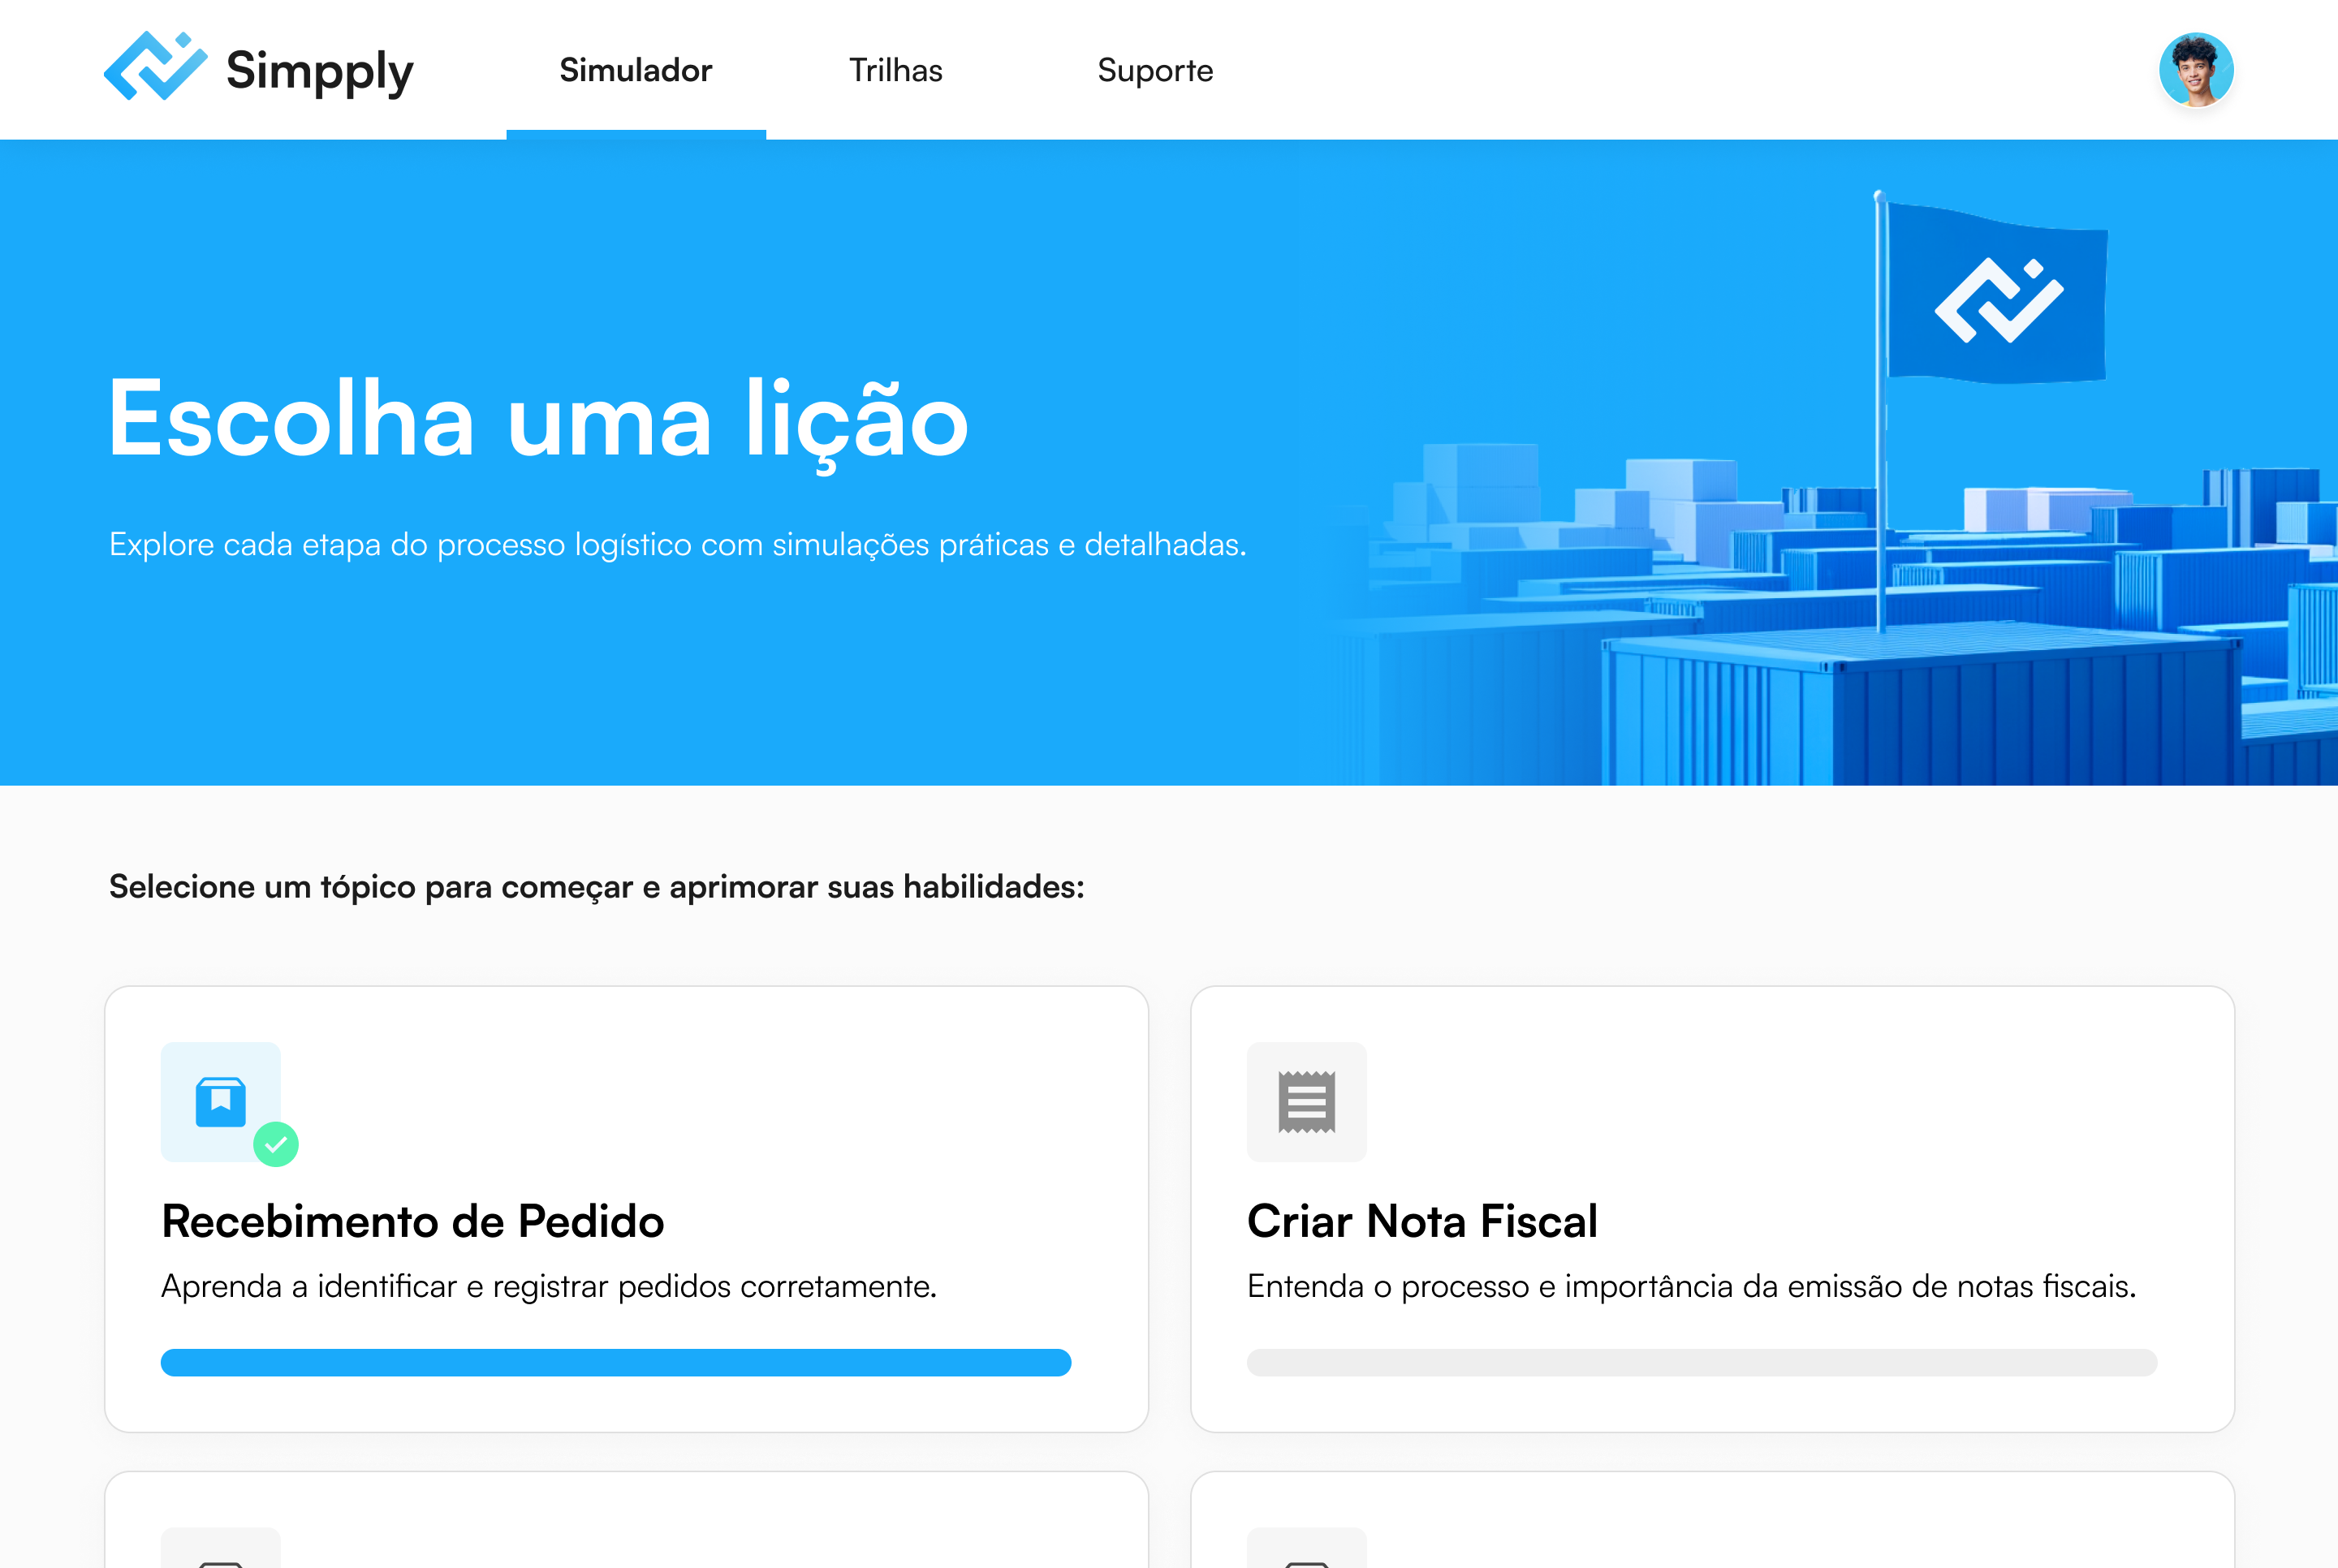 Simpply
Simulador
Trilhas
Suporte
Escolha uma lição
Explore cada etapa do processo logístico com simulações práticas e detalhadas.
Selecione um tópico para começar e aprimorar suas habilidades:
Recebimento de Pedido
Aprenda a identificar e registrar pedidos corretamente.
Criar Nota Fiscal
Entenda o processo e importância da emissão de notas fiscais.